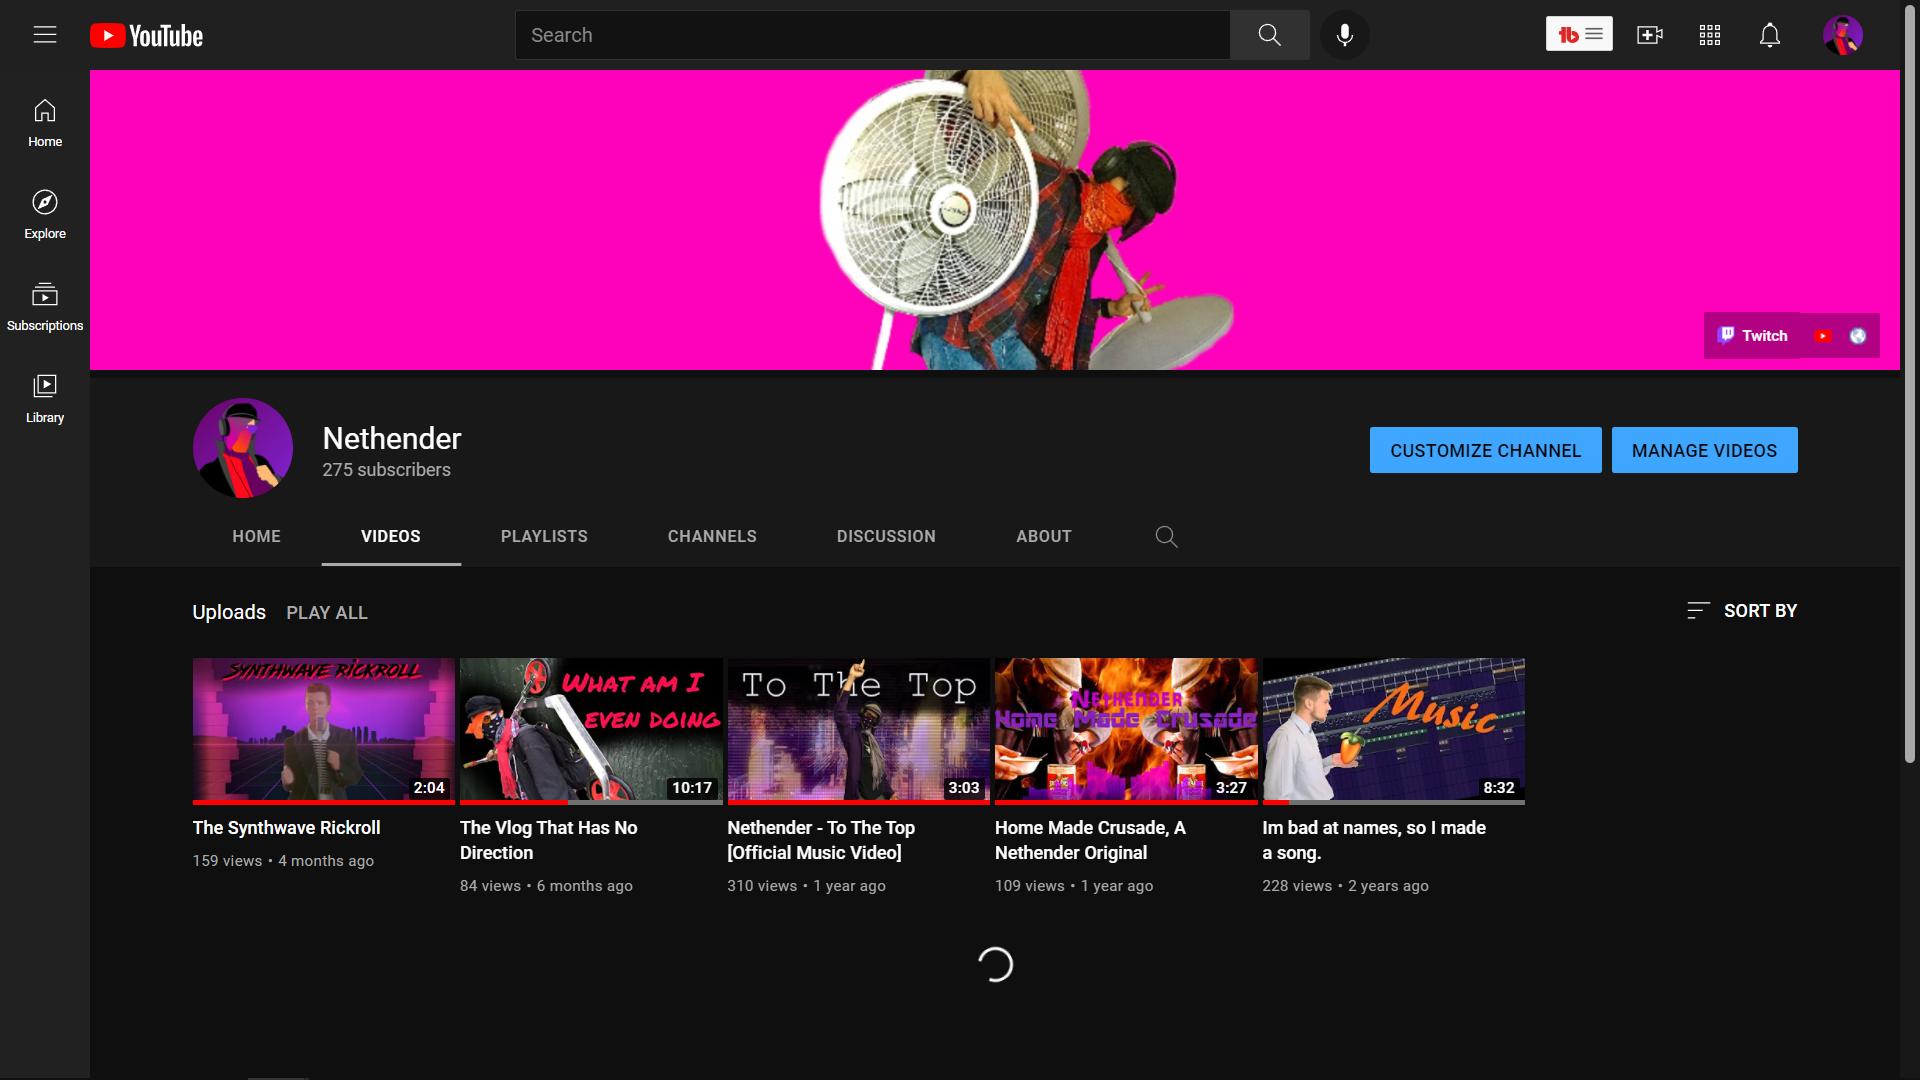 YouTube
Search
tb
Home
Explore
Subscriptions
Library
Twitch
Nethender
275 subscribers
CUSTOMIZE CHANNEL
MANAGE VIDEOS
HOME
VIDEOS
PLAYLISTS
CHANNELS
DISCUSSION
ABOUT
Uploads
PLAY ALL
SORT BY
SYNTHWAVE RICKROLL
2:04
WHAT AM I
EVEN DOING
10:17
To The Top
3:03
NETHENDER
Home Made Crusade
3:27
Music
8:32
The Synthwave Rickroll
159 views • 4 months ago
The Vlog That Has No
Direction
84 views • 6 months ago
Nethender - To The Top
[Official Music Video]
310 views • 1 year ago
Home Made Crusade, A
Nethender Original
109 views • 1 year ago
Im bad at names, so I made
a song.
228 views • 2 years ago